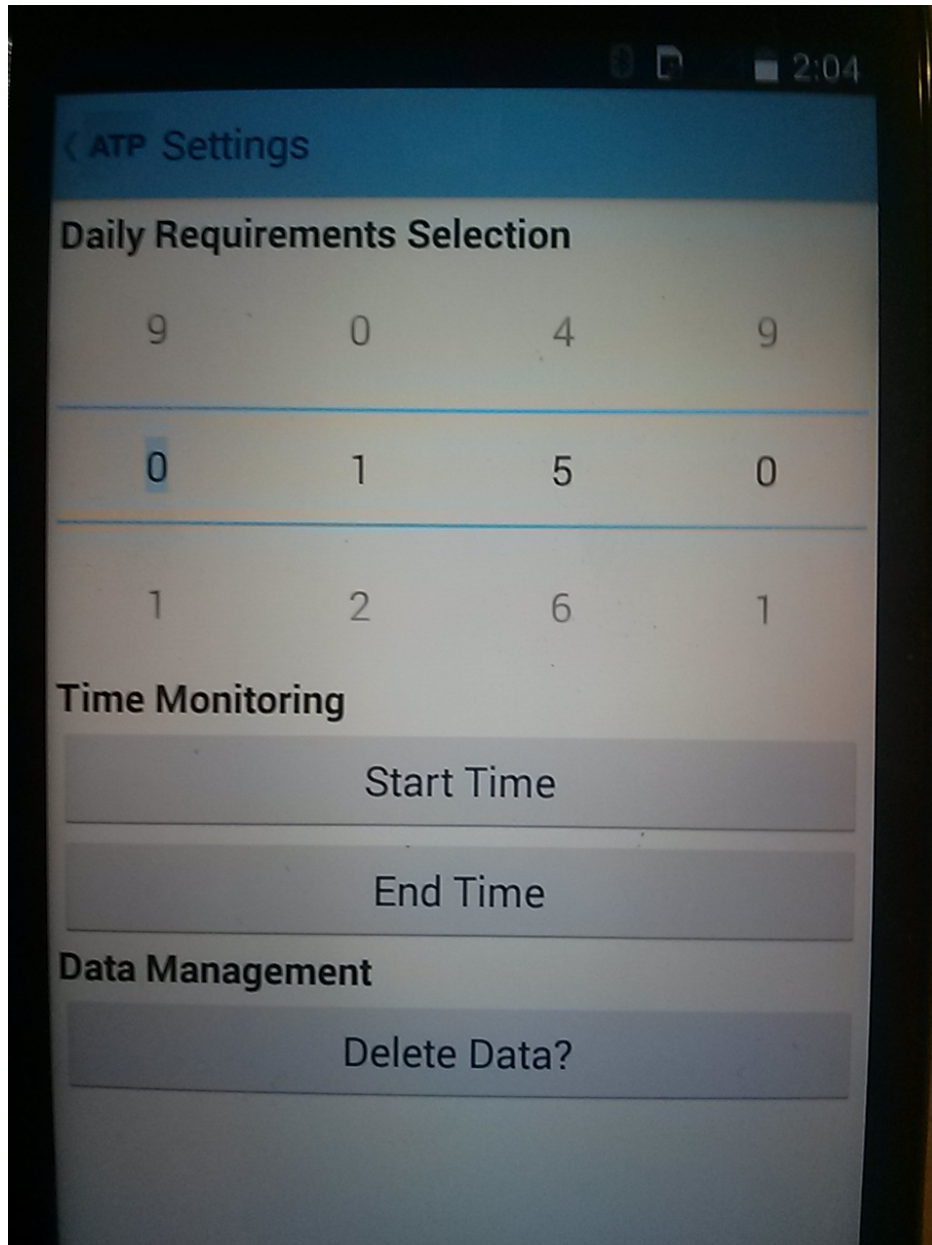 2:04
ATP Settings
Daily Requirements Selection
9 0 4 9
0 1 5 0
1 2 6 1
Time Monitoring
Start Time
End Time
Data Management
Delete Data?